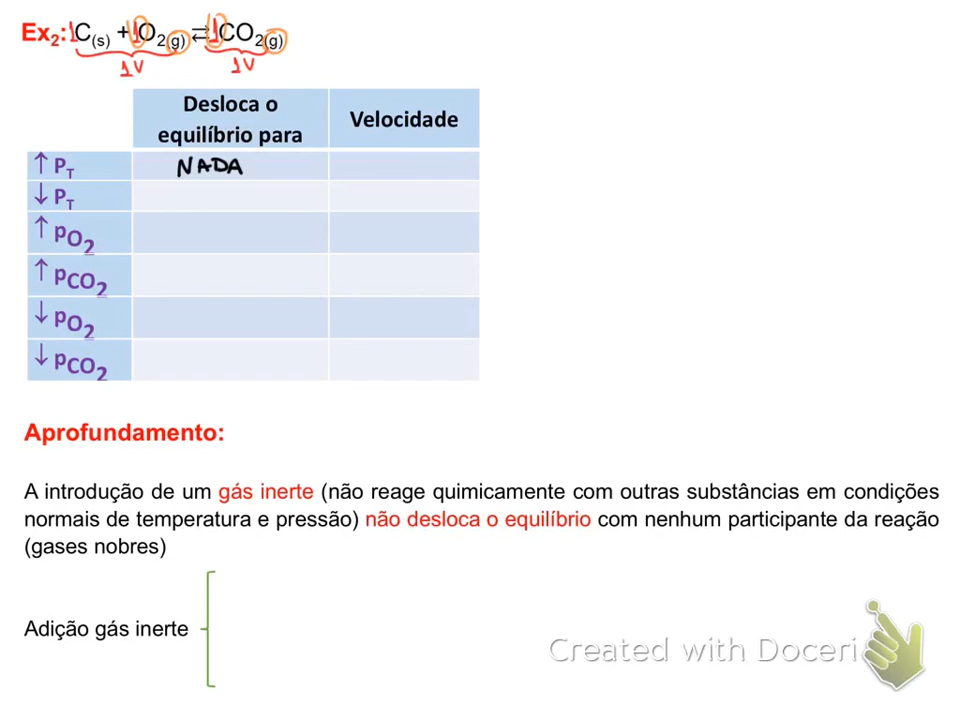 Ex2: 1C(s) + 1O2(g) ⇄ 1CO2(g)
1V 1V
Desloca o
equilíbrio para
Velocidade
↑ PT NADA
↓ PT
↑ pO2
↑ pCO2
↓ pO2
↓ pCO2
Aprofundamento:
A introdução de um gás inerte (não reage quimicamente com outras substâncias em condições
normais de temperatura e pressão) não desloca o equilíbrio com nenhum participante da reação
(gases nobres)
Adição gás inerte
Created with Doceri